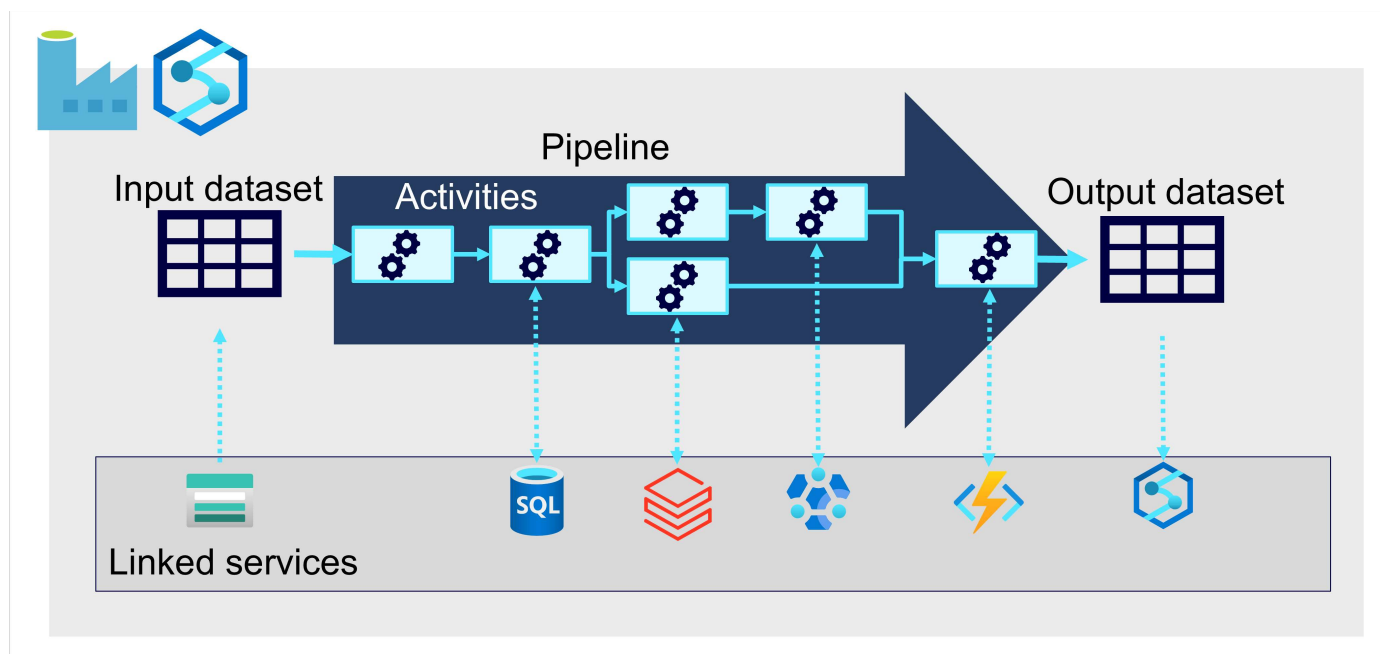 Pipeline
Input dataset
Activities
Output dataset
SQL
Linked services